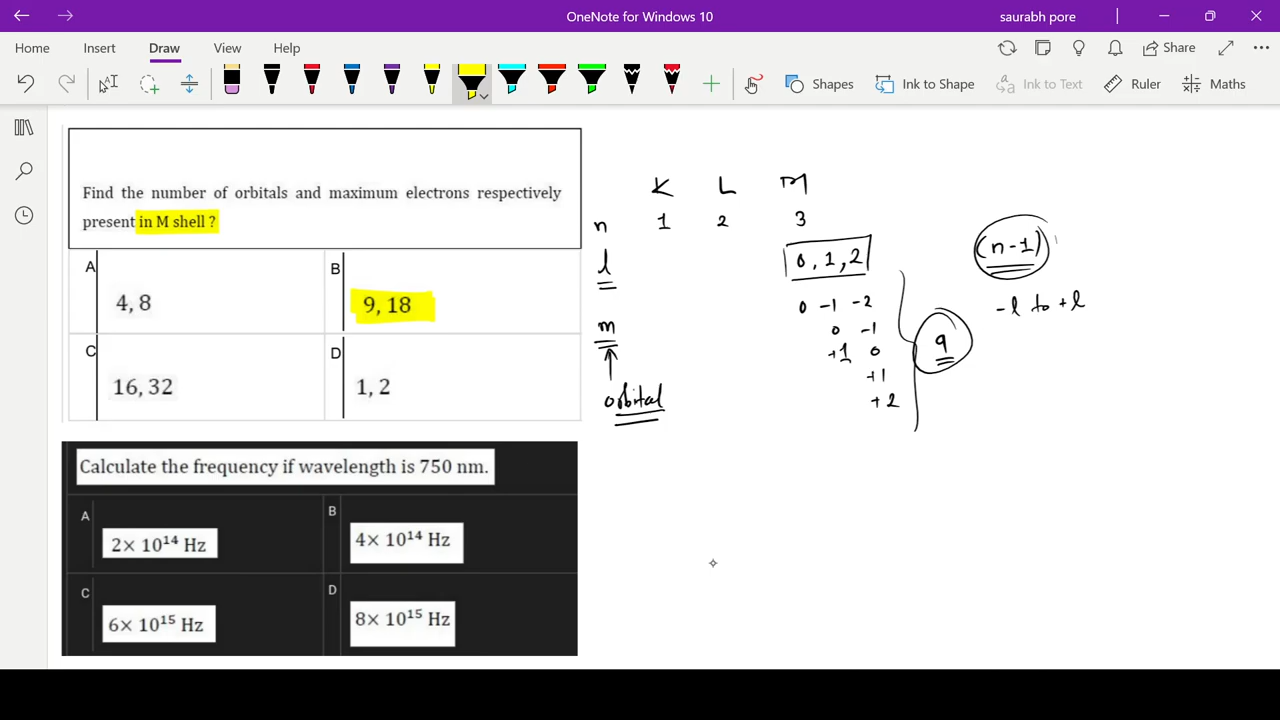 OneNote for Windows 10
saurabh pore
Home Insert Draw View Help
Share
Shapes
Ink to Shape
Ink to Text
Ruler
Maths
Find the number of orbitals and maximum electrons respectively
present in M shell ?
A
4, 8
B
9, 18
C
16, 32
D
1, 2
K L M
n 1 2 3
l 0, 1, 2
(n-1)
m 0 -1 -2
0 -1
+1 0
+1
+2
9
-l to +l
orbital
Calculate the frequency if wavelength is 750 nm.
A
2× 10¹⁴ Hz
B
4× 10¹⁴ Hz
C
6× 10¹⁵ Hz
D
8× 10¹⁵ Hz